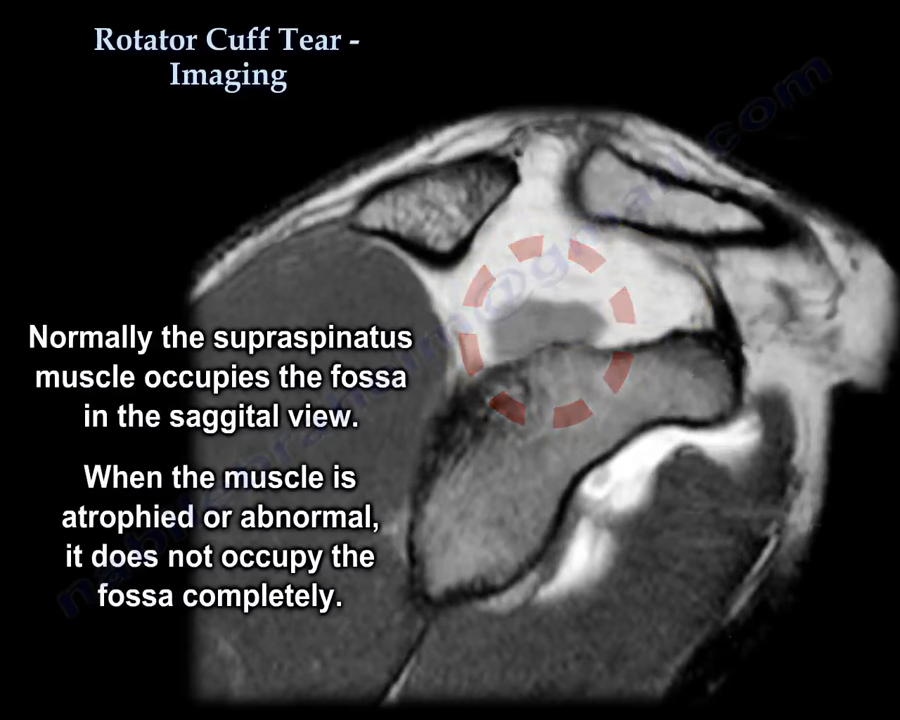 Rotator Cuff Tear -
Imaging
Normally the supraspinatus
muscle occupies the fossa
in the saggital view.
When the muscle is
atrophied or abnormal,
it does not occupy the
fossa completely.